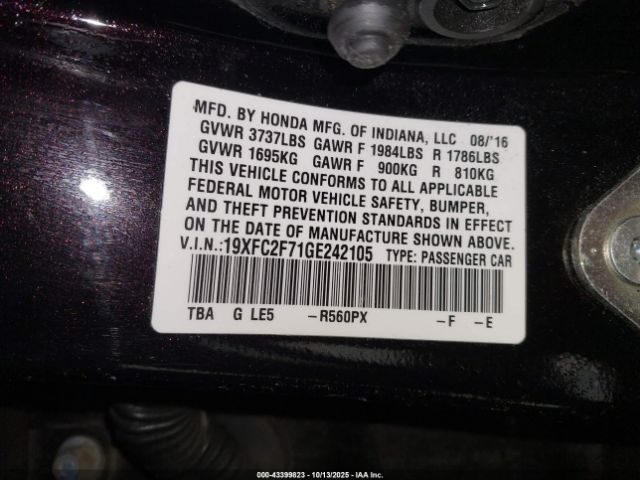 MFD. BY HONDA MFG. OF INDIANA, LLC 08/'16
GVWR 3737LBS GAWR F 1984LBS R 1786LBS
GVWR 1695KG GAWR F 900KG R 810KG
THIS VEHICLE CONFORMS TO ALL APPLICABLE
FEDERAL MOTOR VEHICLE SAFETY, BUMPER,
AND THEFT PREVENTION STANDARDS IN EFFECT
ON THE DATE OF MANUFACTURE SHOWN ABOVE.
V.I.N.:19XFC2F71GE242105 TYPE: PASSENGER CAR
TBA G LE5 –R560PX –F –E
000-43399823 | 10/13/2025 | IAA Inc.